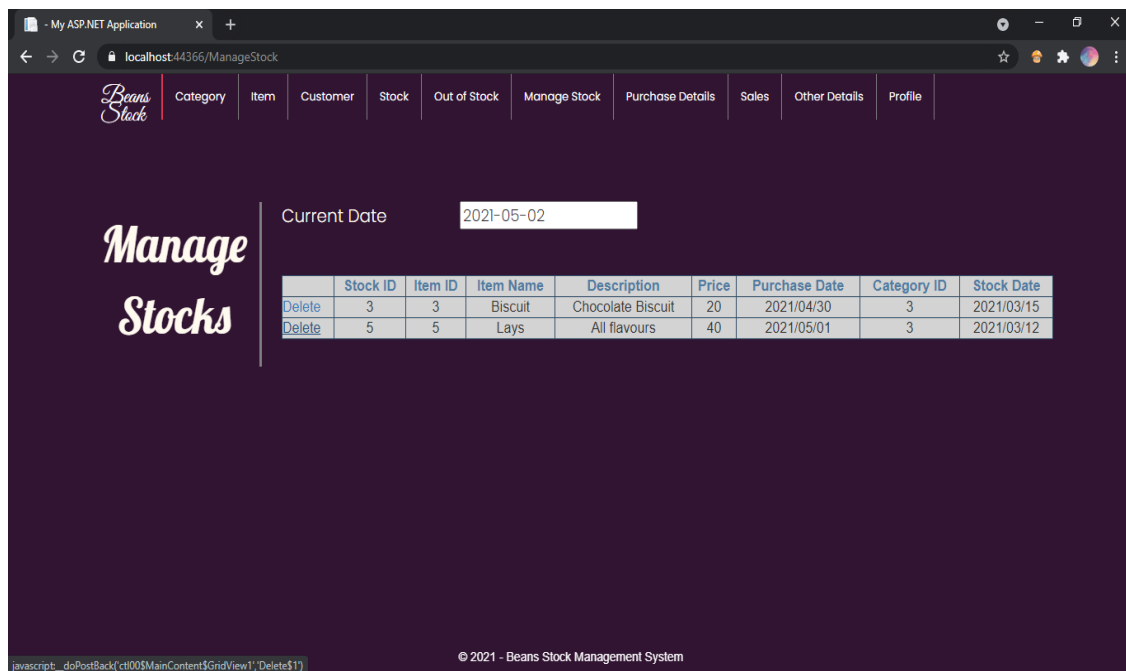 - My ASP.NET Application
localhost:44366/ManageStock
Beans Stock
Category Item Customer Stock Out of Stock Manage Stock Purchase Details Sales Other Details Profile
Manage
Stocks
Current Date 2021-05-02
Stock ID Item ID Item Name Description Price Purchase Date Category ID Stock Date
Delete 3 3 Biscuit Chocolate Biscuit 20 2021/04/30 3 2021/03/15
Delete 5 5 Lays All flavours 40 2021/05/01 3 2021/03/12
© 2021 - Beans Stock Management System
javascript:__doPostBack('ctl00$MainContent$GridView1','Delete$1')